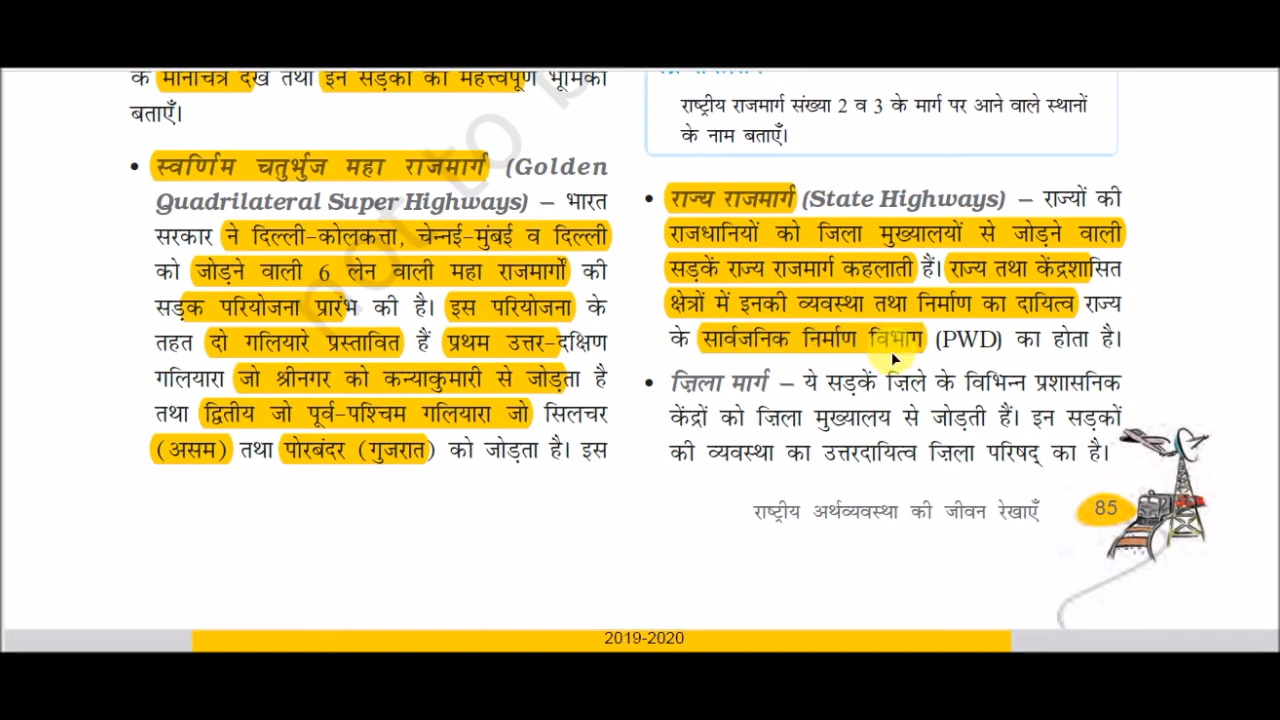 के मानचित्र देखें तथा इन सड़कों की महत्त्वपूर्ण भूमिका
बताएँ।
• स्वर्णिम चतुर्भुज महा राजमार्ग (Golden
Quadrilateral Super Highways) – भारत
सरकार ने दिल्ली-कोलकत्ता, चेन्नई-मुंबई व दिल्ली
को जोड़ने वाली 6 लेन वाली महा राजमार्गों की
सड़क परियोजना प्रारंभ की है। इस परियोजना के
तहत दो गलियारे प्रस्तावित हैं प्रथम उत्तर-दक्षिण
गलियारा जो श्रीनगर को कन्याकुमारी से जोड़ता है
तथा द्वितीय जो पूर्व-पश्चिम गलियारा जो सिलचर
(असम) तथा पोरबंदर (गुजरात) को जोड़ता है। इस
राष्ट्रीय राजमार्ग संख्या 2 व 3 के मार्ग पर आने वाले स्थानों
के नाम बताएँ।
• राज्य राजमार्ग (State Highways) – राज्यों की
राजधानियों को जिला मुख्यालयों से जोड़ने वाली
सड़कें राज्य राजमार्ग कहलाती हैं। राज्य तथा केंद्रशासित
क्षेत्रों में इनकी व्यवस्था तथा निर्माण का दायित्व राज्य
के सार्वजनिक निर्माण विभाग (PWD) का होता है।
• ज़िला मार्ग – ये सड़कें ज़िले के विभिन्न प्रशासनिक
केंद्रों को ज़िला मुख्यालय से जोड़ती हैं। इन सड़कों
की व्यवस्था का उत्तरदायित्व ज़िला परिषद् का है।
राष्ट्रीय अर्थव्यवस्था की जीवन रेखाएँ 85
not to b
2019-2020